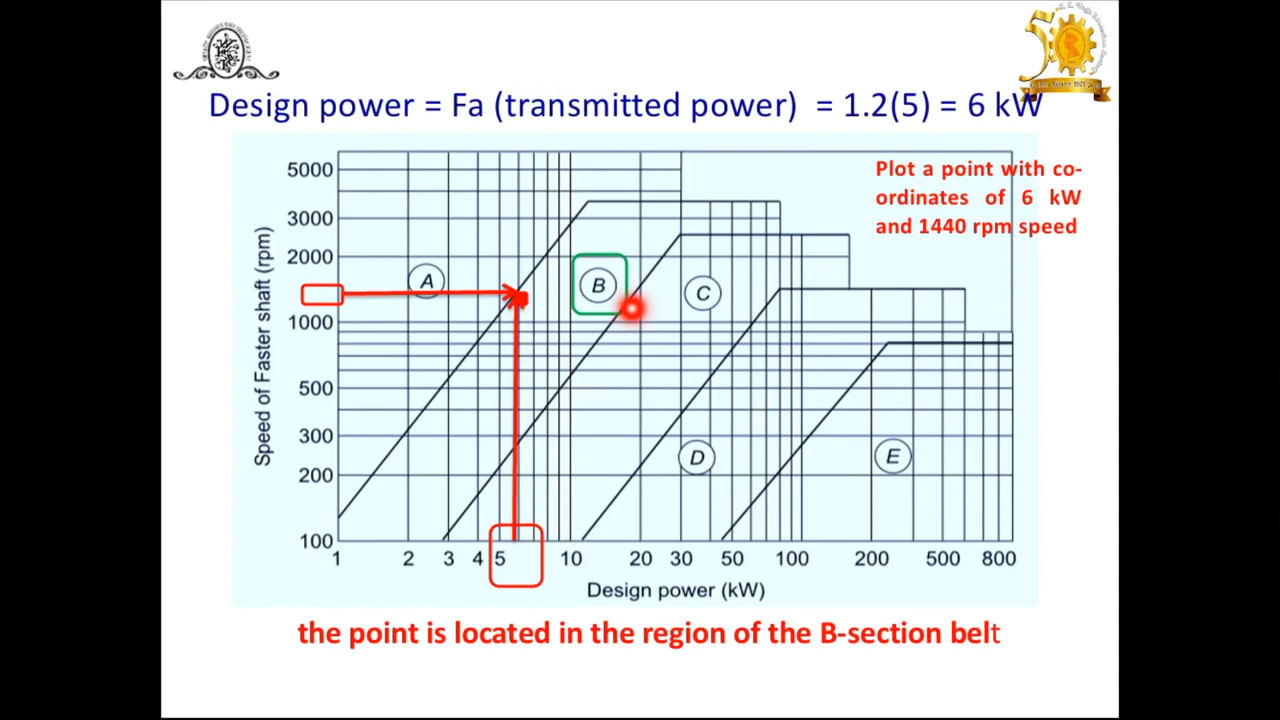 Design power = Fa (transmitted power) = 1.2(5) = 6 kW
Plot a point with co-
ordinates of 6 kW
and 1440 rpm speed
Speed of Faster shaft (rpm)
5000
3000
2000
1000
500
300
200
100
A
B
C
D
E
1 2 3 4 5 10 20 30 50 100 200 500 800
Design power (kW)
the point is located in the region of the B-section belt